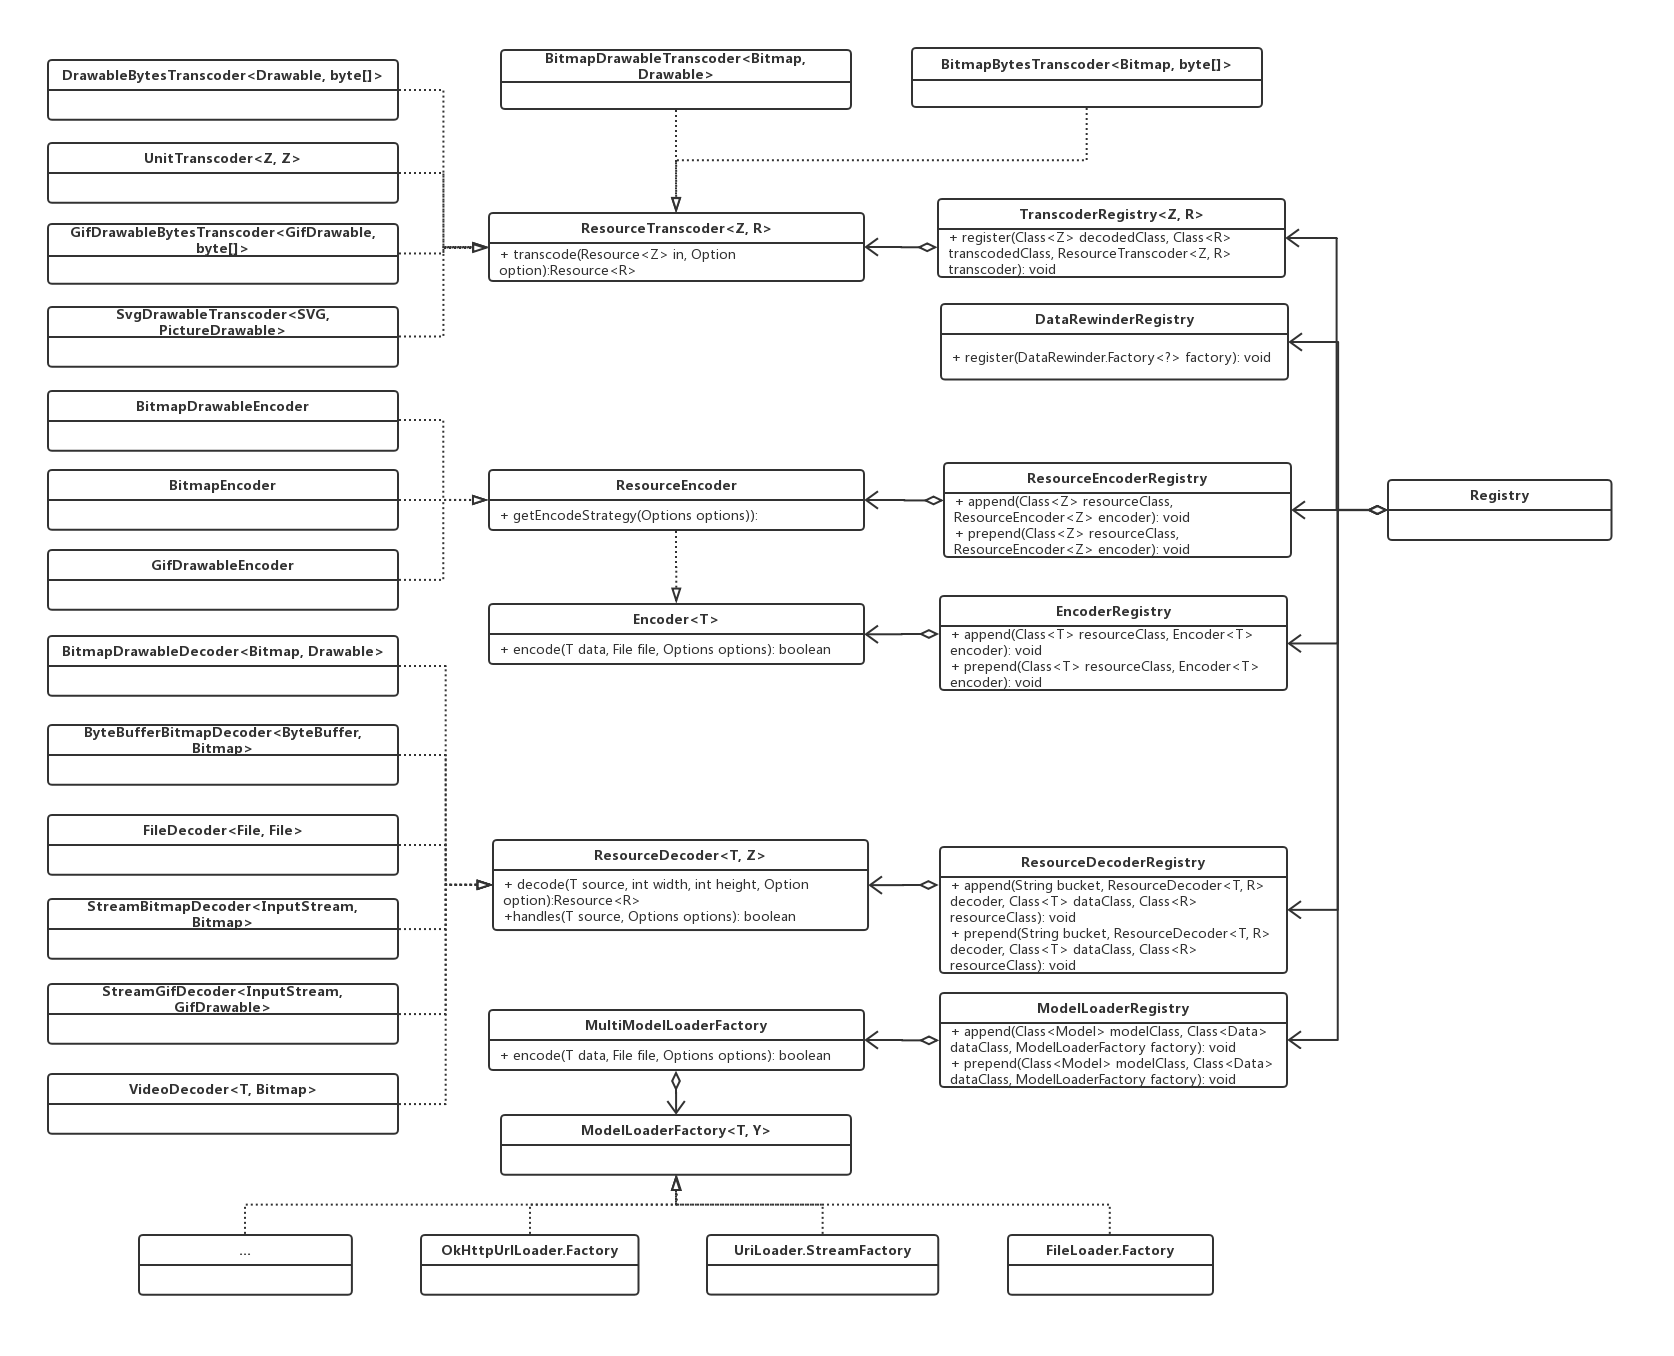 DrawableBytesTranscoder<Drawable, byte[]>
BitmapDrawableTranscoder<Bitmap,
Drawable>
BitmapBytesTranscoder<Bitmap, byte[]>
UnitTranscoder<Z, Z>
GifDrawableBytesTranscoder<GifDrawable,
byte[]>
SvgDrawableTranscoder<SVG,
PictureDrawable>
ResourceTranscoder<Z, R>
+ transcode(Resource<Z> in, Option
option):Resource<R>
TranscoderRegistry<Z, R>
+ register(Class<Z> decodedClass, Class<R>
transcodedClass, ResourceTranscoder<Z, R>
transcoder): void
DataRewinderRegistry
+ register(DataRewinder.Factory<?> factory): void
BitmapDrawableEncoder
BitmapEncoder
GifDrawableEncoder
ResourceEncoder
+ getEncodeStrategy(Options options)):
ResourceEncoderRegistry
+ append(Class<Z> resourceClass,
ResourceEncoder<Z> encoder): void
+ prepend(Class<Z> resourceClass,
ResourceEncoder<Z> encoder): void
Registry
Encoder<T>
+ encode(T data, File file, Options options): boolean
EncoderRegistry
+ append(Class<T> resourceClass, Encoder<T>
encoder): void
+ prepend(Class<T> resourceClass, Encoder<T>
encoder): void
BitmapDrawableDecoder<Bitmap, Drawable>
ByteBufferBitmapDecoder<ByteBuffer,
Bitmap>
FileDecoder<File, File>
StreamBitmapDecoder<InputStream,
Bitmap>
StreamGifDecoder<InputStream,
GifDrawable>
VideoDecoder<T, Bitmap>
ResourceDecoder<T, Z>
+ decode(T source, int width, int height, Option
option):Resource<R>
+handles(T source, Options options): boolean
ResourceDecoderRegistry
+ append(String bucket, ResourceDecoder<T, R>
decoder, Class<T> dataClass, Class<R>
resourceClass): void
+ prepend(String bucket, ResourceDecoder<T, R>
decoder, Class<T> dataClass, Class<R>
resourceClass): void
MultiModelLoaderFactory
+ encode(T data, File file, Options options): boolean
ModelLoaderRegistry
+ append(Class<Model> modelClass, Class<Data>
dataClass, ModelLoaderFactory factory): void
+ prepend(Class<Model> modelClass, Class<Data>
dataClass, ModelLoaderFactory factory): void
ModelLoaderFactory<T, Y>
...
OkHttpUrlLoader.Factory
UriLoader.StreamFactory
FileLoader.Factory